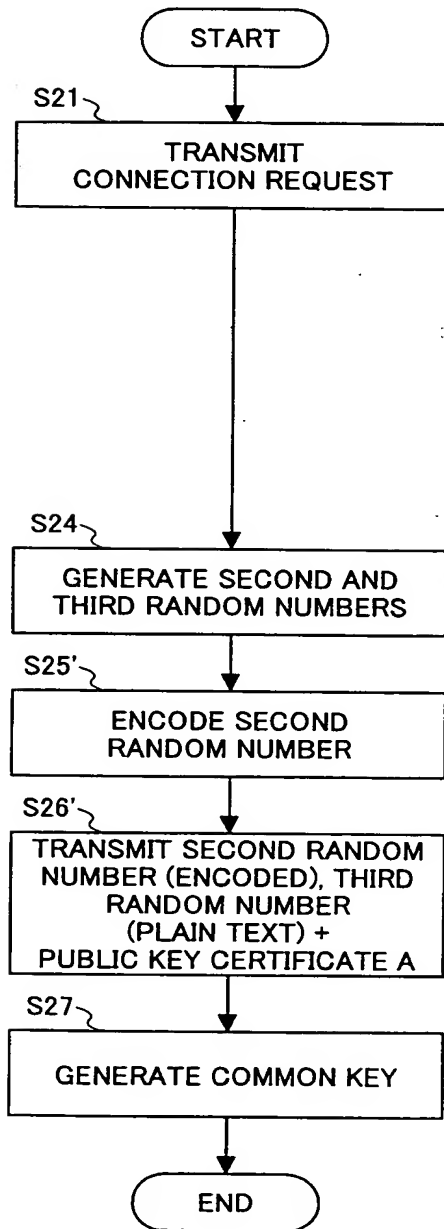 START
S21
TRANSMIT
CONNECTION REQUEST
S24
GENERATE SECOND AND
THIRD RANDOM NUMBERS
S25'
ENCODE SECOND
RANDOM NUMBER
S26'
TRANSMIT SECOND RANDOM
NUMBER (ENCODED), THIRD
RANDOM NUMBER
(PLAIN TEXT) +
PUBLIC KEY CERTIFICATE A
S27
GENERATE COMMON KEY
END